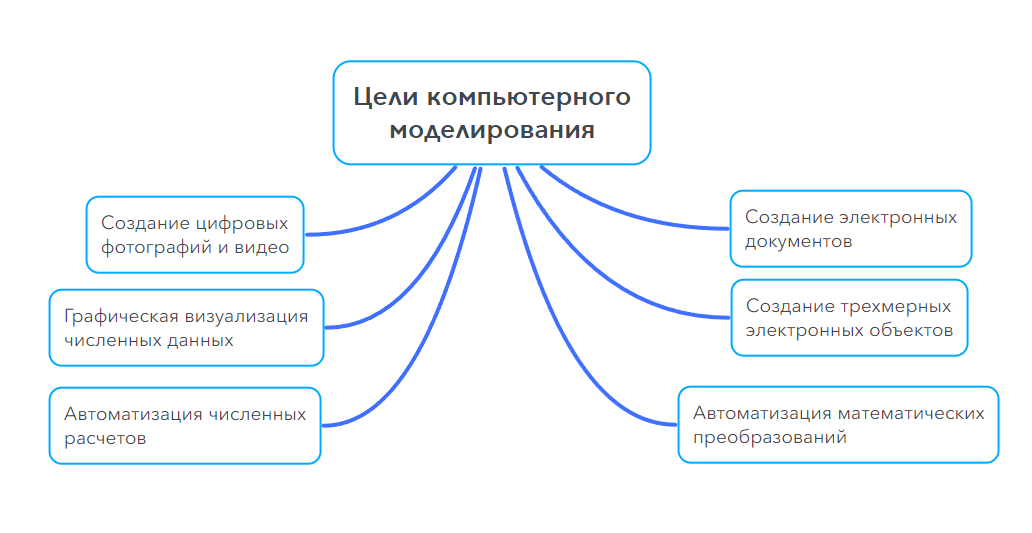 Цели компьютерного
моделирования
Создание цифровых
фотографий и видео
Графическая визуализация
численных данных
Автоматизация численных
расчетов
Создание электронных
документов
Создание трехмерных
электронных объектов
Автоматизация математических
преобразований